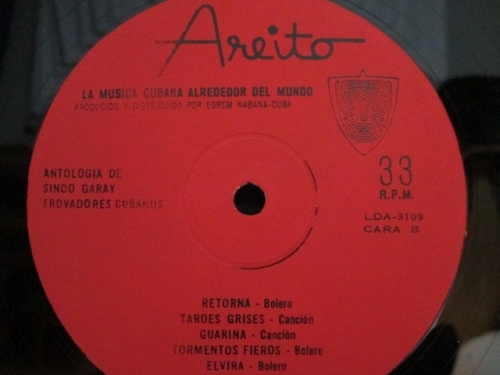 Areito
LA MUSICA CUBANA ALREDEDOR DEL MUNDO
PRODUCIDO Y DISTRIBUIDO POR EGREM HABANA-CUBA
33
R.P.M.
ANTOLOGIA DE
SINDO GARAY
TROVADORES CUBANOS
LDA-3109
CARA B
RETORNA - Bolero
TARDES GRISES - Canción
GUARINA - Canción
TORMENTOS FIEROS - Bolero
ELVIRA - Bolero